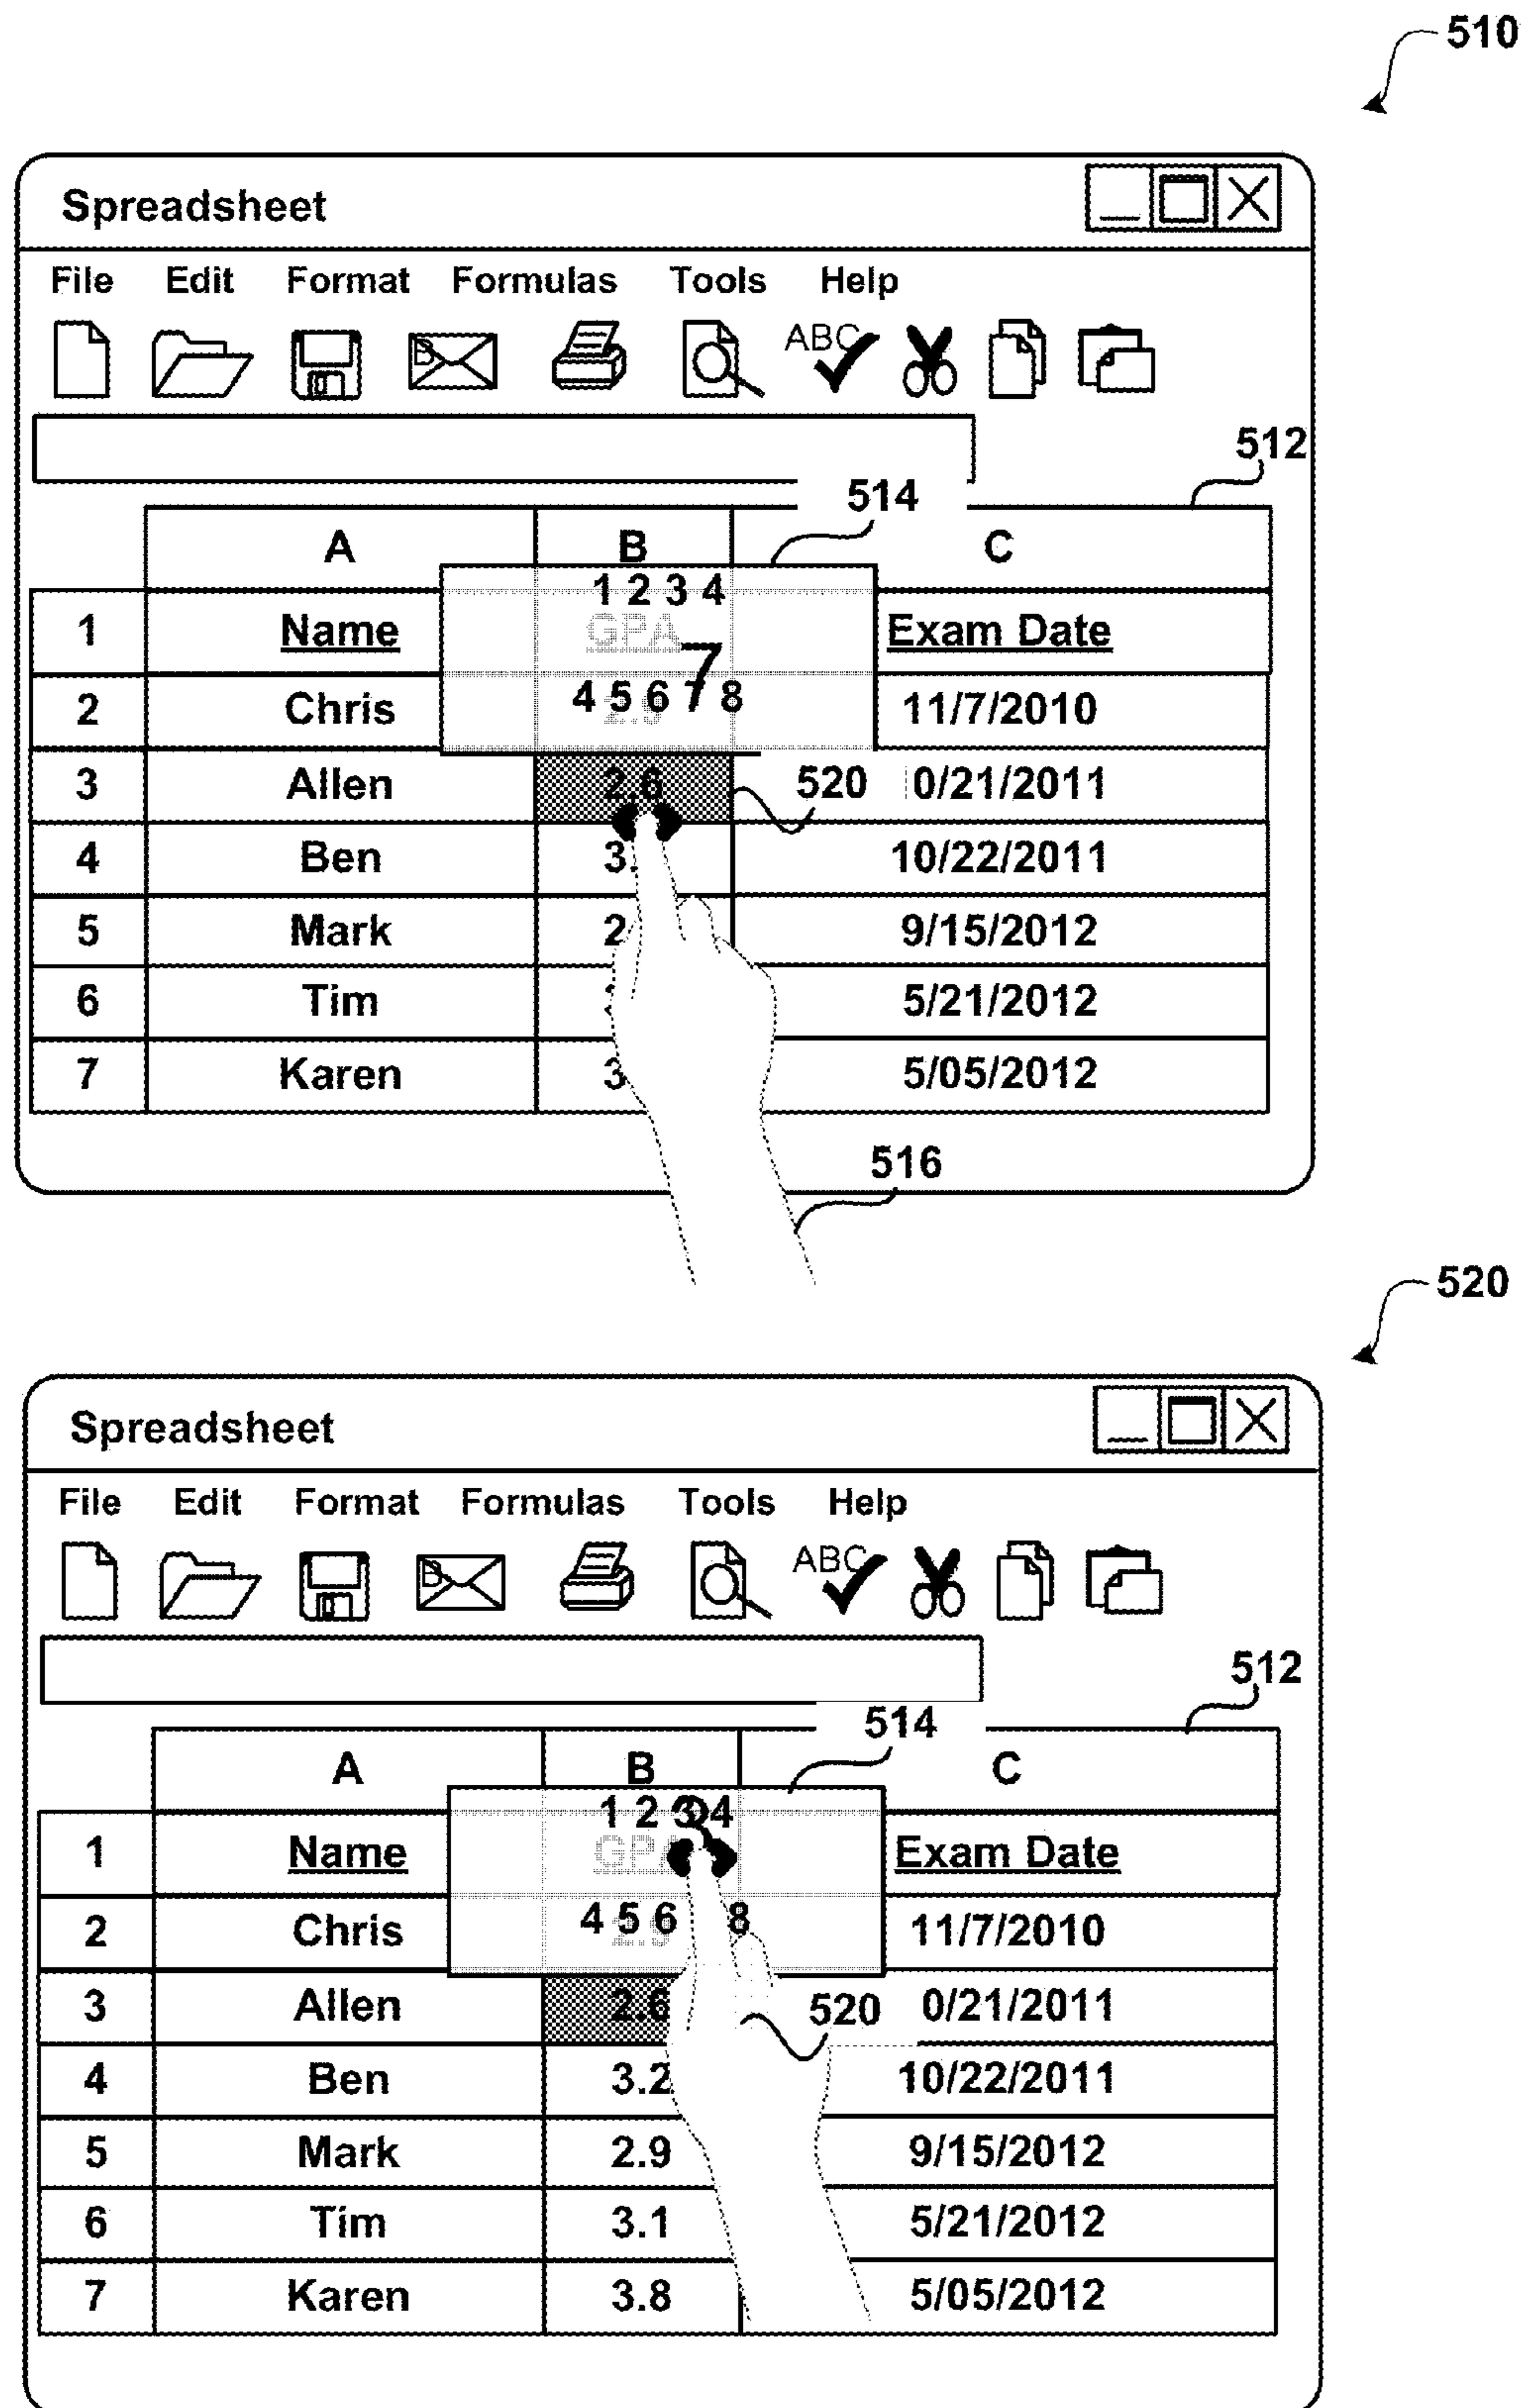 510
Spreadsheet
File Edit Format Formulas Tools Help
ABC
512
514
A B C
1 2 3 4
1 Name GPA Exam Date
7
4 5 6 7 8
2 Chris 11/7/2010
3 Allen 2.6 520 0/21/2011
4 Ben 3. 10/22/2011
5 Mark 2 9/15/2012
6 Tim 5/21/2012
7 Karen 3 5/05/2012
516
520
Spreadsheet
File Edit Format Formulas Tools Help
ABC
512
514
A B C
1 2 3 4
1 Name GPA Exam Date
4 5 6 8
2 Chris 11/7/2010
3 Allen 2.6 520 0/21/2011
4 Ben 3.2 10/22/2011
5 Mark 2.9 9/15/2012
6 Tim 3.1 5/21/2012
7 Karen 3.8 5/05/2012